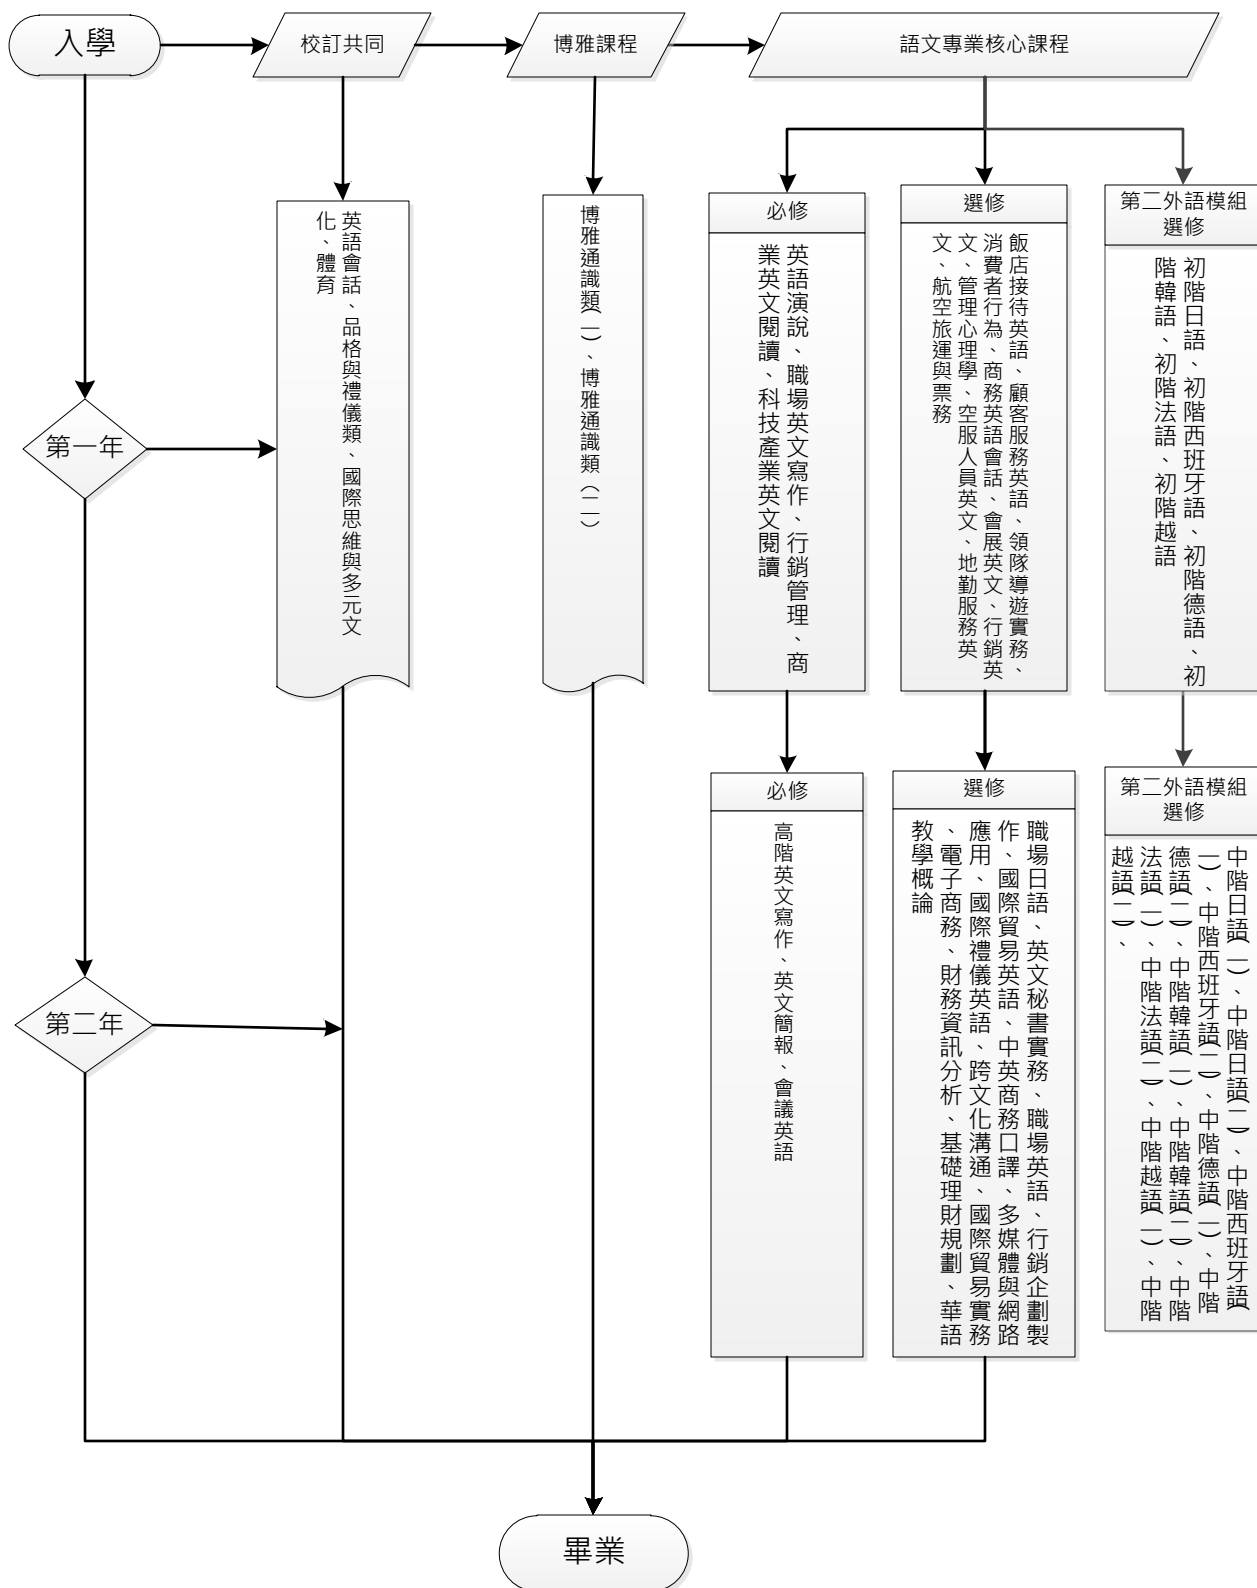 入學
校訂共同
博雅課程
語文專業核心課程
英語會話、品格與禮儀類、國際思維與多元文
化、體育
博雅通識類(一)、博雅通識類(二)
必修
英語演說、職場英文寫作、行銷管理、商
業英文閱讀、科技產業英文閱讀
選修
飯店接待英語、顧客服務英語、領隊導遊實務、
消費者行為、商務英語會話、會展英文、行銷英
文、管理心理學、空服人員英文、地勤服務英
文、航空旅運與票務
第二外語模組
選修
初階日語、初階西班牙語、初階德語、初
階韓語、初階法語、初階越語
第一年
第二年
必修
高階英文寫作、英文簡報、會議英語
選修
職場日語、英文秘書實務、職場英語、行銷企劃製
作、國際貿易英語、中英商務口譯、多媒體與網路
應用、國際禮儀英語、跨文化溝通、國際貿易實務
、電子商務、財務資訊分析、基礎理財規劃、華語
教學概論
第二外語模組
選修
中階日語(一)、中階日語(二)、中階西班牙語(
一)、中階西班牙語(二)、中階德語(一)、中階
德語(二)、中階韓語(一)、中階韓語(二)、中階
法語(一)、中階法語(二)、中階越語(一)、中階
越語(二)、
畢業